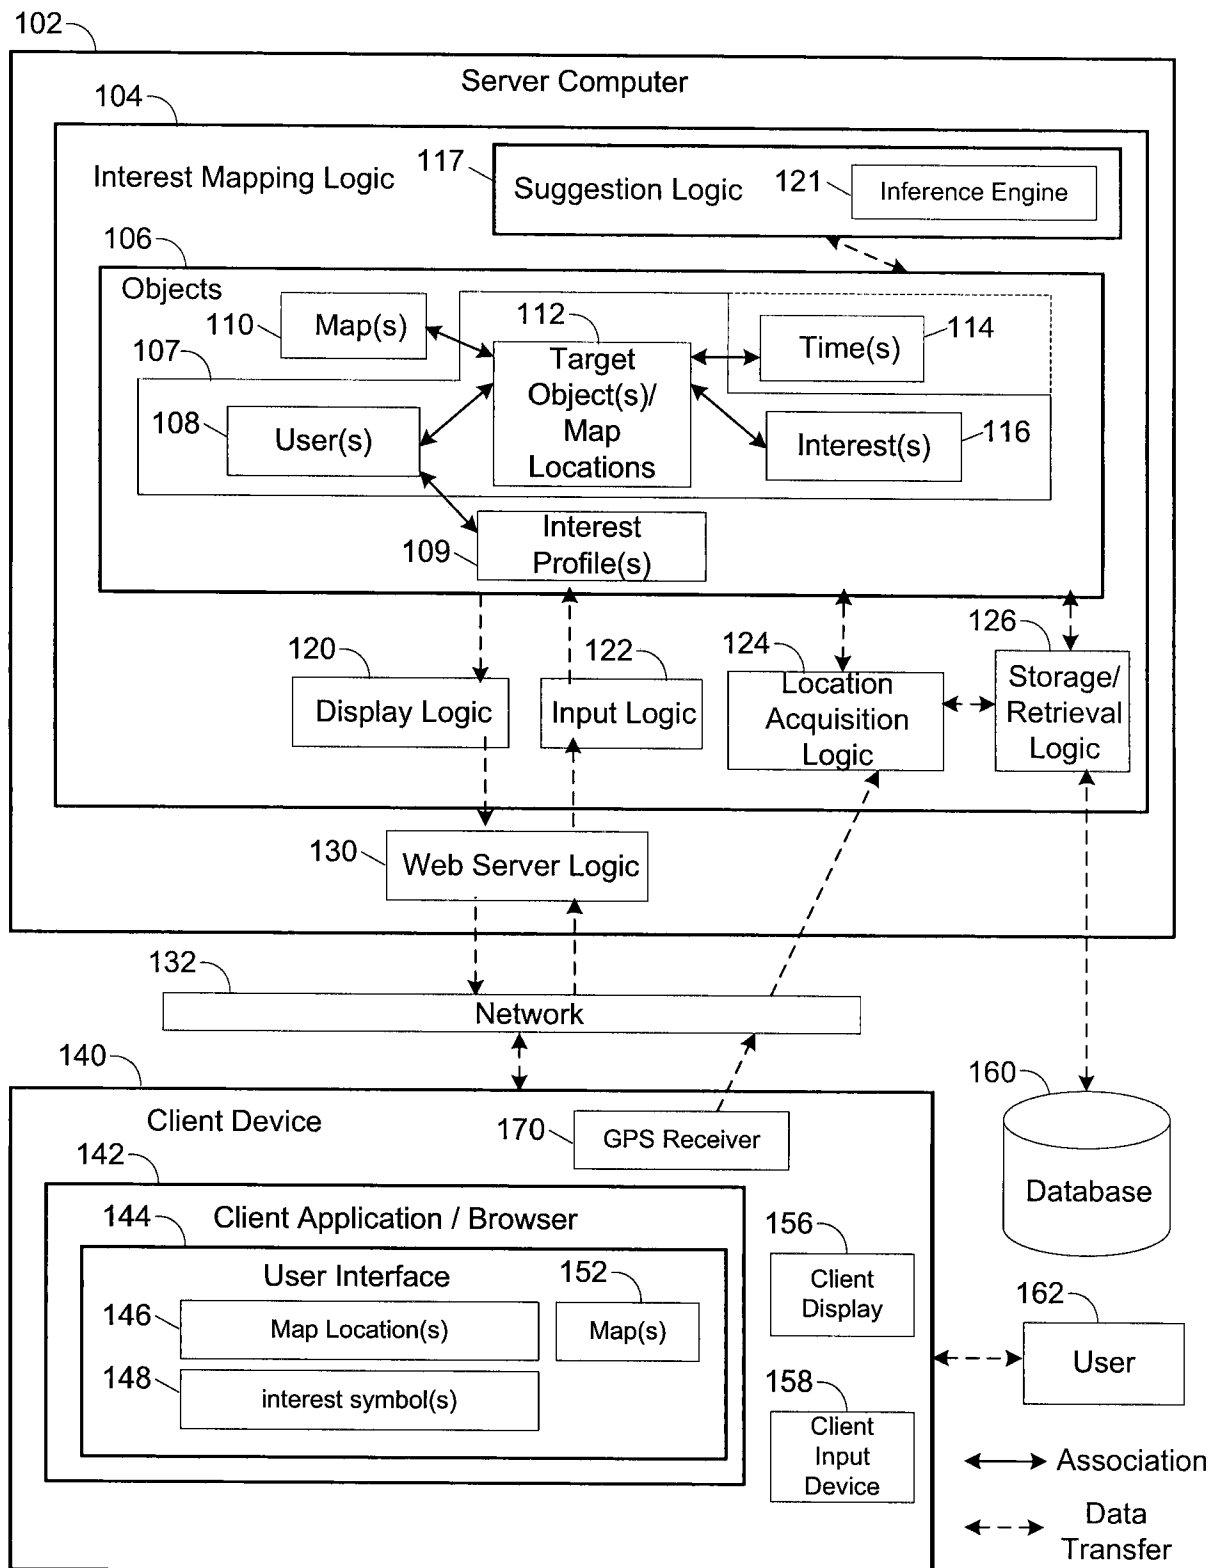 102
Server Computer
104
Interest Mapping Logic
117
Suggestion Logic
121
Inference Engine
106
Objects
110
Map(s)
112
Target
Object(s)/
Map
Locations
Time(s)
114
107
108
User(s)
Interest(s)
116
109
Interest
Profile(s)
120
Display Logic
122
Input Logic
124
Location
Acquisition
Logic
126
Storage/
Retrieval
Logic
130
Web Server Logic
132
Network
140
Client Device
170
GPS Receiver
160
Database
142
Client Application / Browser
144
User Interface
146
Map Location(s)
152
Map(s)
148
interest symbol(s)
156
Client
Display
158
Client
Input
Device
162
User
Association
Data
Transfer